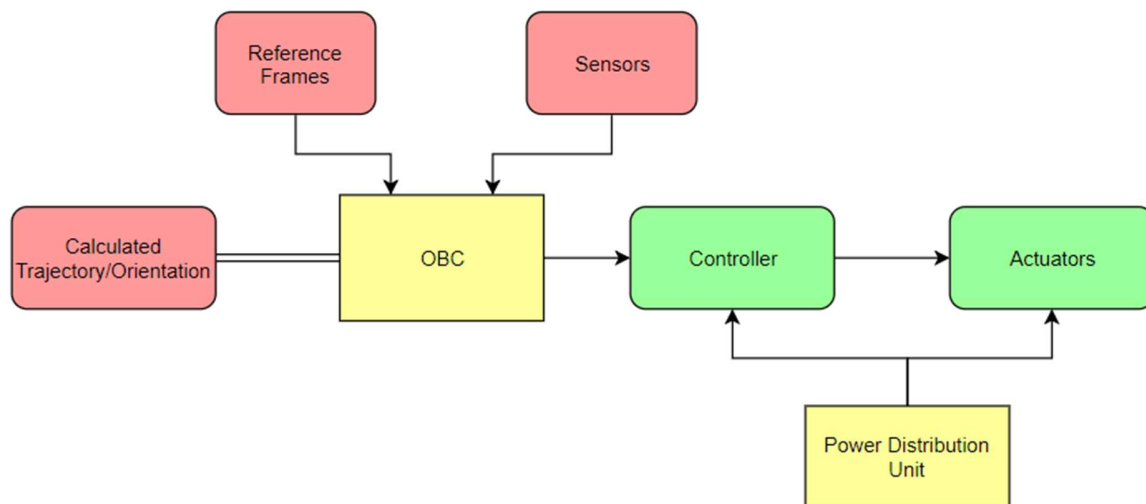 Reference
Frames
Sensors
Calculated
Trajectory/Orientation
OBC
Controller
Actuators
Power Distribution
Unit